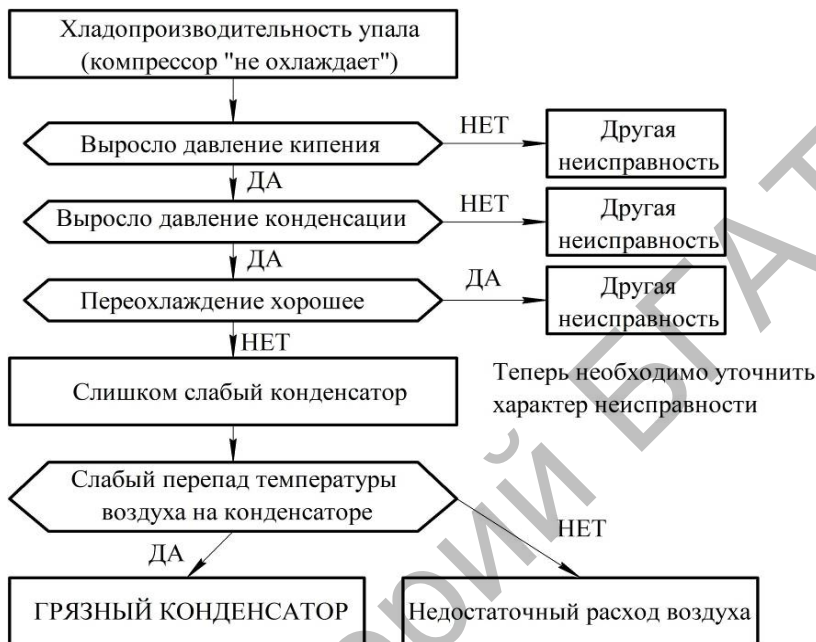 Хладопроизводительность упала
(компрессор "не охлаждает")
Выросло давление кипения
НЕТ
Другая
неисправность
ДА
Выросло давление конденсации
НЕТ
Другая
неисправность
ДА
Переохлаждение хорошее
ДА
Другая
неисправность
НЕТ
Слишком слабый конденсатор
Теперь необходимо уточнить
характер неисправности
Слабый перепад температуры
воздуха на конденсаторе
ДА
НЕТ
ГРЯЗНЫЙ КОНДЕНСАТОР
Недостаточный расход воздуха